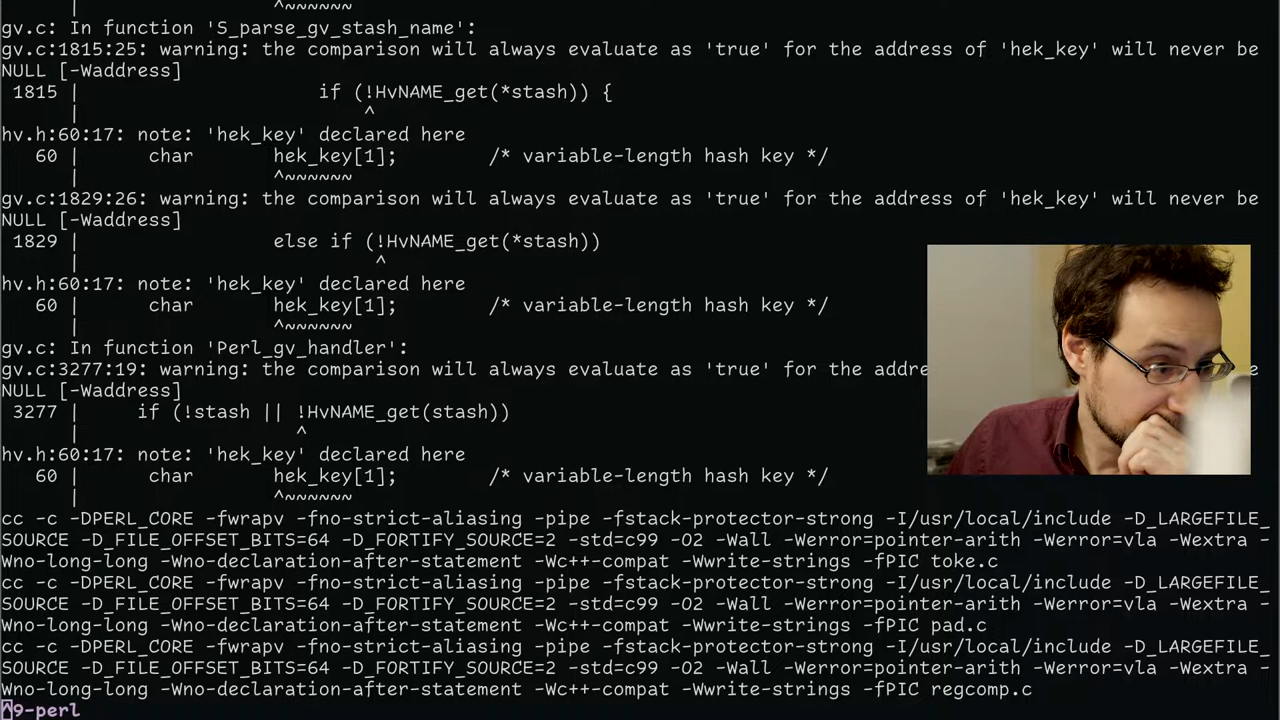 |                         ^~~~~~~
gv.c: In function 'S_parse_gv_stash_name':
gv.c:1815:25: warning: the comparison will always evaluate as 'true' for the address of 'hek_key' will never be
NULL [-Waddress]
 1815 |                     if (!HvNAME_get(*stash)) {
      |                         ^
hv.h:60:17: note: 'hek_key' declared here
   60 |      char       hek_key[1];        /* variable-length hash key */
      |                 ^~~~~~~
gv.c:1829:26: warning: the comparison will always evaluate as 'true' for the address of 'hek_key' will never be
NULL [-Waddress]
 1829 |                 else if (!HvNAME_get(*stash))
      |                          ^
hv.h:60:17: note: 'hek_key' declared here
   60 |      char       hek_key[1];        /* variable-length hash key */
      |                 ^~~~~~~
gv.c: In function 'Perl_gv_handler':
gv.c:3277:19: warning: the comparison will always evaluate as 'true' for the
NULL [-Waddress]
 3277 |     if (!stash || !HvNAME_get(stash))
      |                   ^
hv.h:60:17: note: 'hek_key' declared here
   60 |      char       hek_key[1];        /* variable-length hash key */
      |                 ^~~~~~~
cc -c -DPERL_CORE -fwrapv -fno-strict-aliasing -pipe -fstack-protector-strong -I/usr/local/include -D_LARGEFILE_
SOURCE -D_FILE_OFFSET_BITS=64 -D_FORTIFY_SOURCE=2 -std=c99 -O2 -Wall -Werror=pointer-arith -Werror=vla -Wextra -
Wno-long-long -Wno-declaration-after-statement -Wc++-compat -Wwrite-strings -fPIC toke.c
cc -c -DPERL_CORE -fwrapv -fno-strict-aliasing -pipe -fstack-protector-strong -I/usr/local/include -D_LARGEFILE_
SOURCE -D_FILE_OFFSET_BITS=64 -D_FORTIFY_SOURCE=2 -std=c99 -O2 -Wall -Werror=pointer-arith -Werror=vla -Wextra -
Wno-long-long -Wno-declaration-after-statement -Wc++-compat -Wwrite-strings -fPIC pad.c
cc -c -DPERL_CORE -fwrapv -fno-strict-aliasing -pipe -fstack-protector-strong -I/usr/local/include -D_LARGEFILE_
SOURCE -D_FILE_OFFSET_BITS=64 -D_FORTIFY_SOURCE=2 -std=c99 -O2 -Wall -Werror=pointer-arith -Werror=vla -Wextra -
Wno-long-long -Wno-declaration-after-statement -Wc++-compat -Wwrite-strings -fPIC regcomp.c
^9-perl